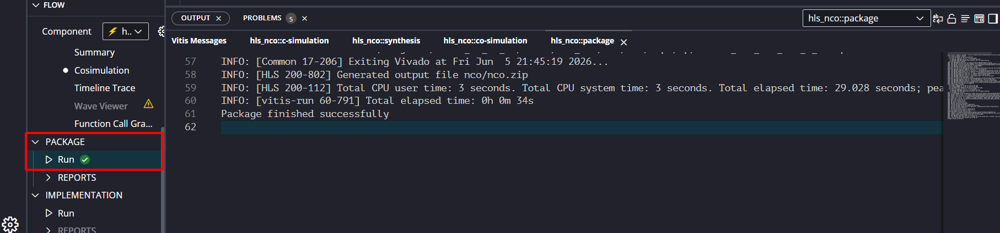 FLOW
Component
h..
Summary
Cosimulation
Timeline Trace
Wave Viewer
Function Call Gra...
PACKAGE
Run
REPORTS
IMPLEMENTATION
Run
REPORTS
OUTPUT
PROBLEMS 5
hls_nco::package
Vitis Messages
hls_nco::c-simulation
hls_nco::synthesis
hls_nco::co-simulation
hls_nco::package
57 INFO: [Common 17-206] Exiting Vivado at Fri Jun  5 21:45:19 2026...
58 INFO: [HLS 200-802] Generated output file nco/nco.zip
59 INFO: [HLS 200-112] Total CPU user time: 3 seconds. Total CPU system time: 3 seconds. Total elapsed time: 29.028 seconds; pea
60 INFO: [vitis-run 60-791] Total elapsed time: 0h 0m 34s
61 Package finished successfully
62